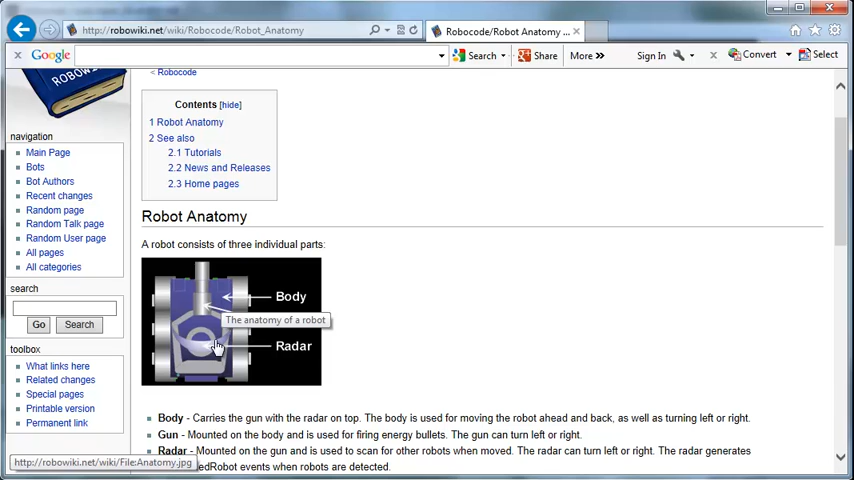 http://robowiki.net/wiki/Robocode/Robot_Anatomy
Robocode/Robot Anatomy ...
Google
Search
Share
More »
Sign In
Convert
Select
ROBOWIKI
< Robocode
Contents [hide]
1 Robot Anatomy
2 See also
2.1 Tutorials
2.2 News and Releases
2.3 Home pages
navigation
Main Page
Bots
Bot Authors
Recent changes
Random page
Random Talk page
Random User page
All pages
All categories
search
Go
Search
toolbox
What links here
Related changes
Special pages
Printable version
Permanent link
Robot Anatomy
A robot consists of three individual parts:
Body
The anatomy of a robot
Radar
Body - Carries the gun with the radar on top. The body is used for moving the robot ahead and back, as well as turning left or right.
Gun - Mounted on the body and is used for firing energy bullets. The gun can turn left or right.
Radar - Mounted on the gun and is used to scan for other robots when moved. The radar can turn left or right. The radar generates
edRobot events when robots are detected.
http://robowiki.net/wiki/File:Anatomy.jpg